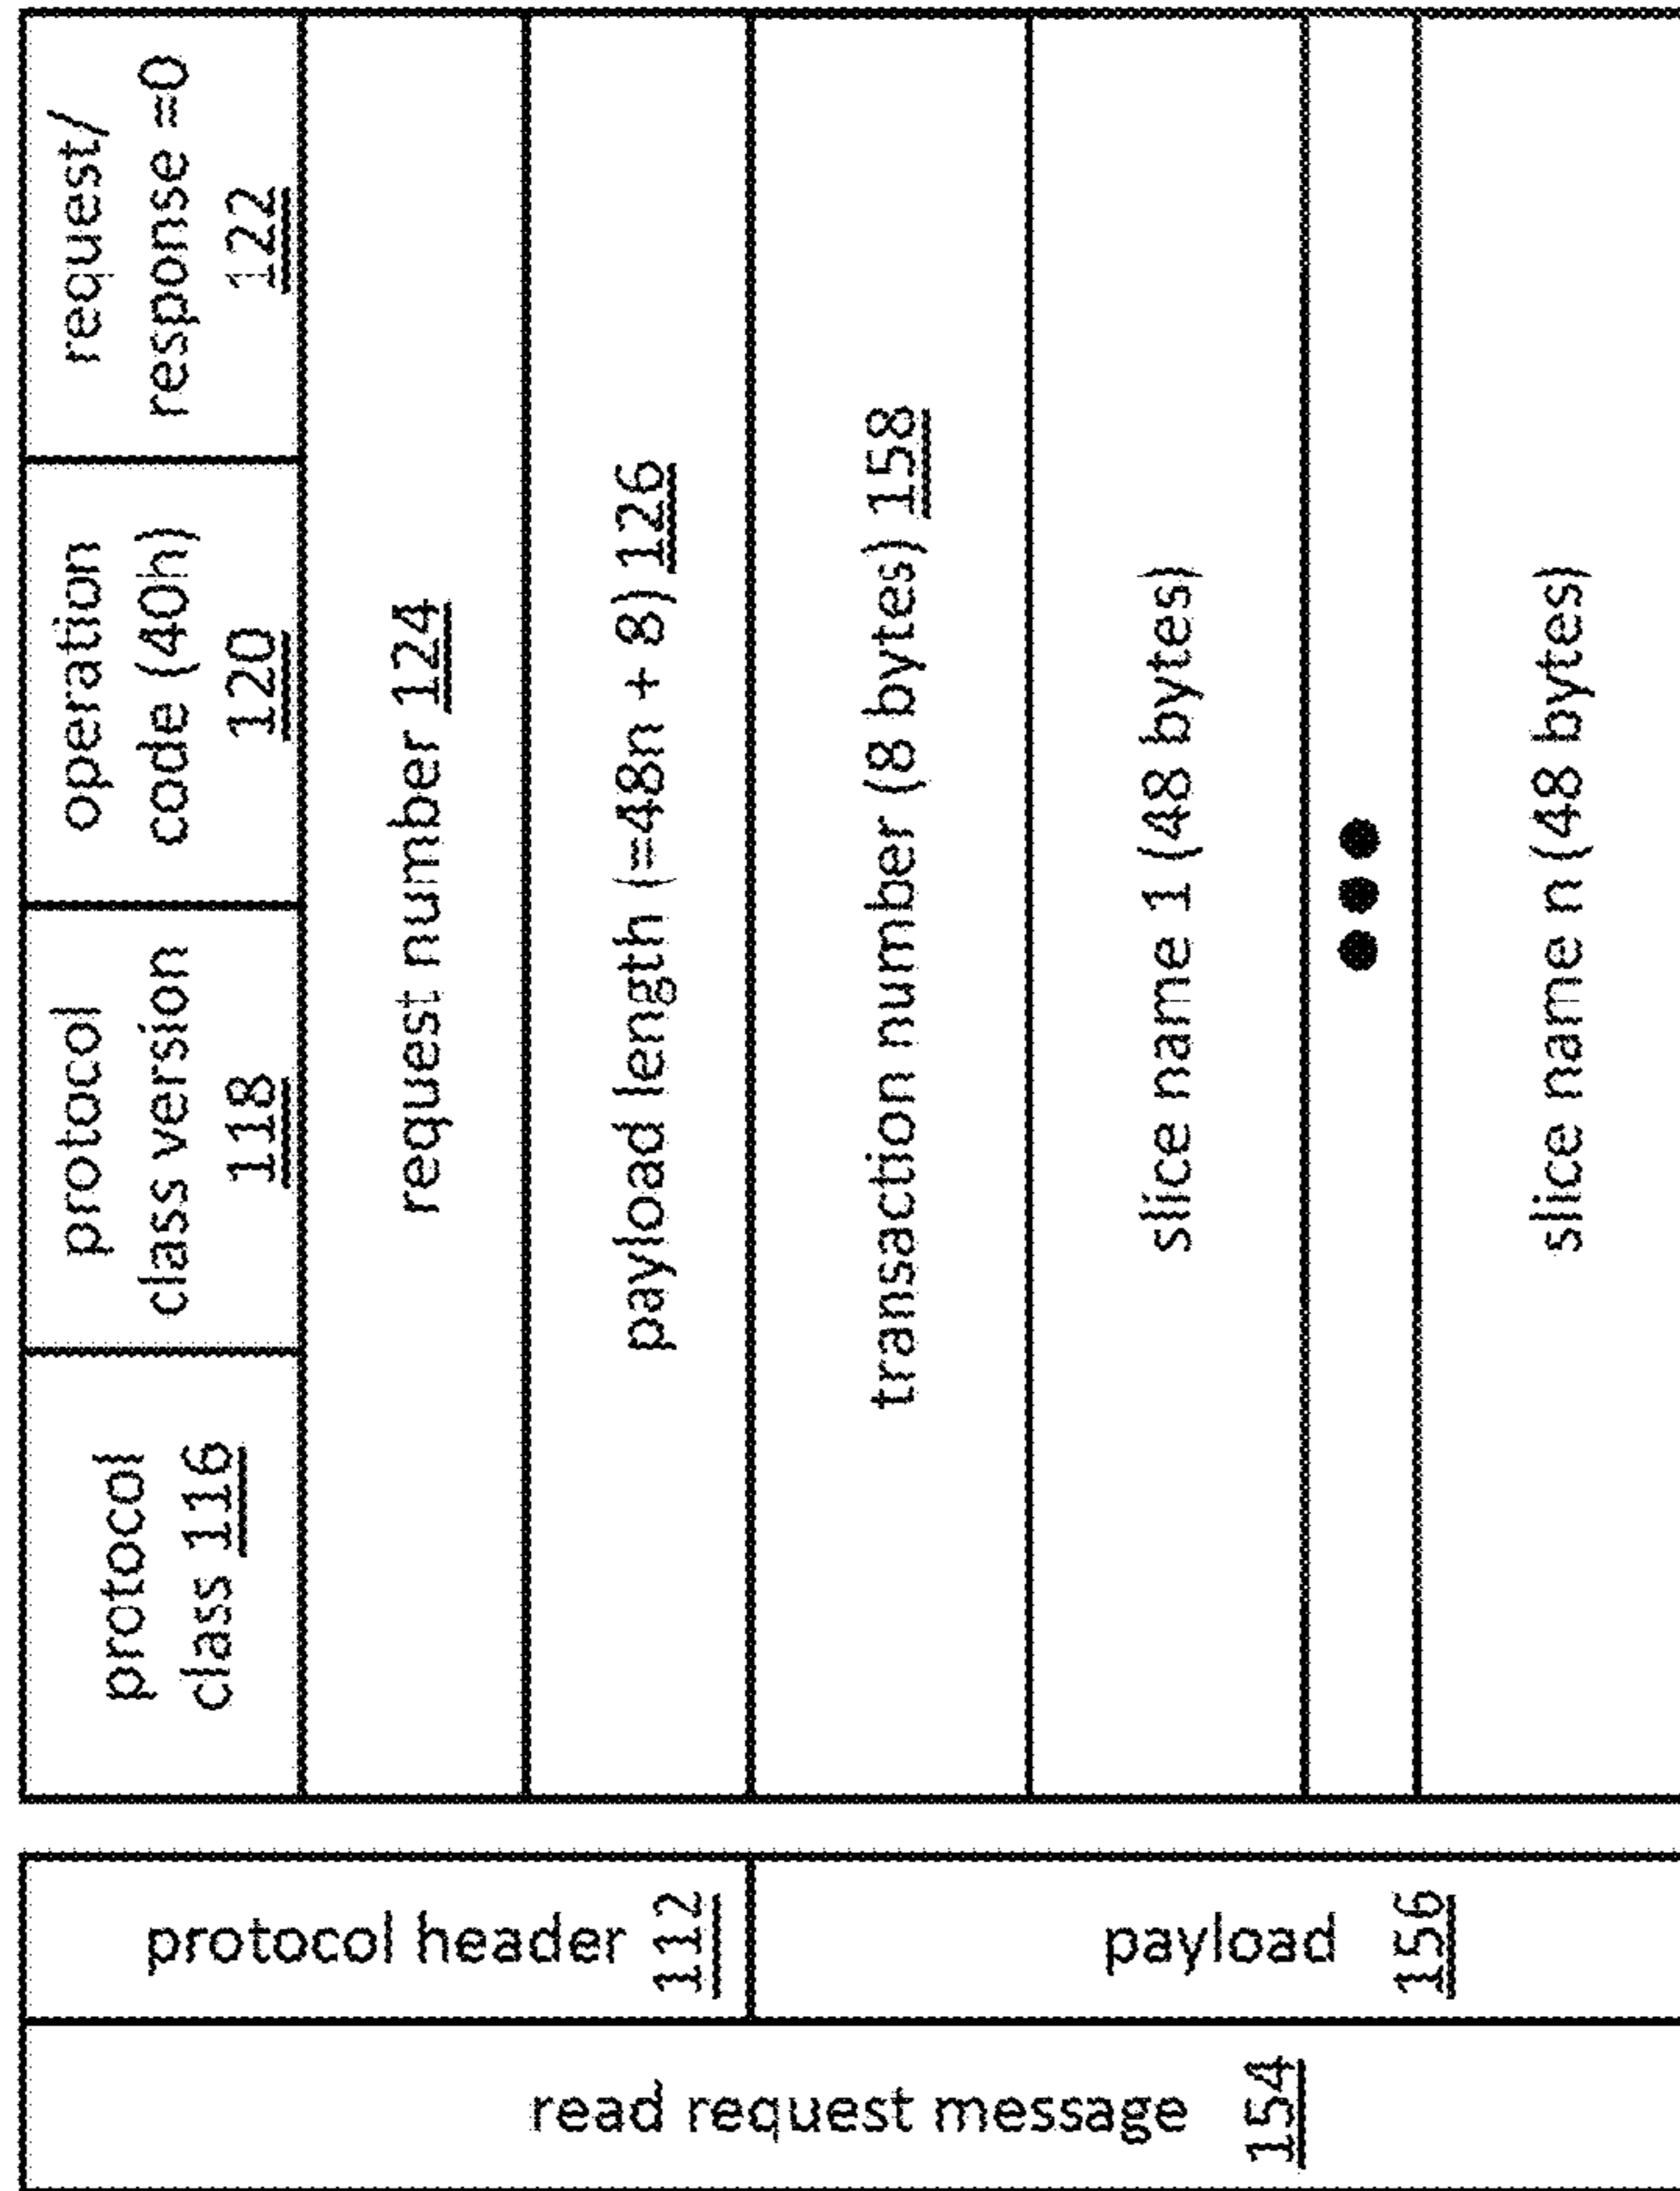 read request message 154
protocol header 112
payload 156
protocol
class 116
protocol
class version
118
operation
code (40h)
120
request/
response =0
122
request number 124
payload length (=48n + 8) 126
transaction number (8 bytes) 158
slice name 1 (48 bytes)
●●●
slice name n (48 bytes)